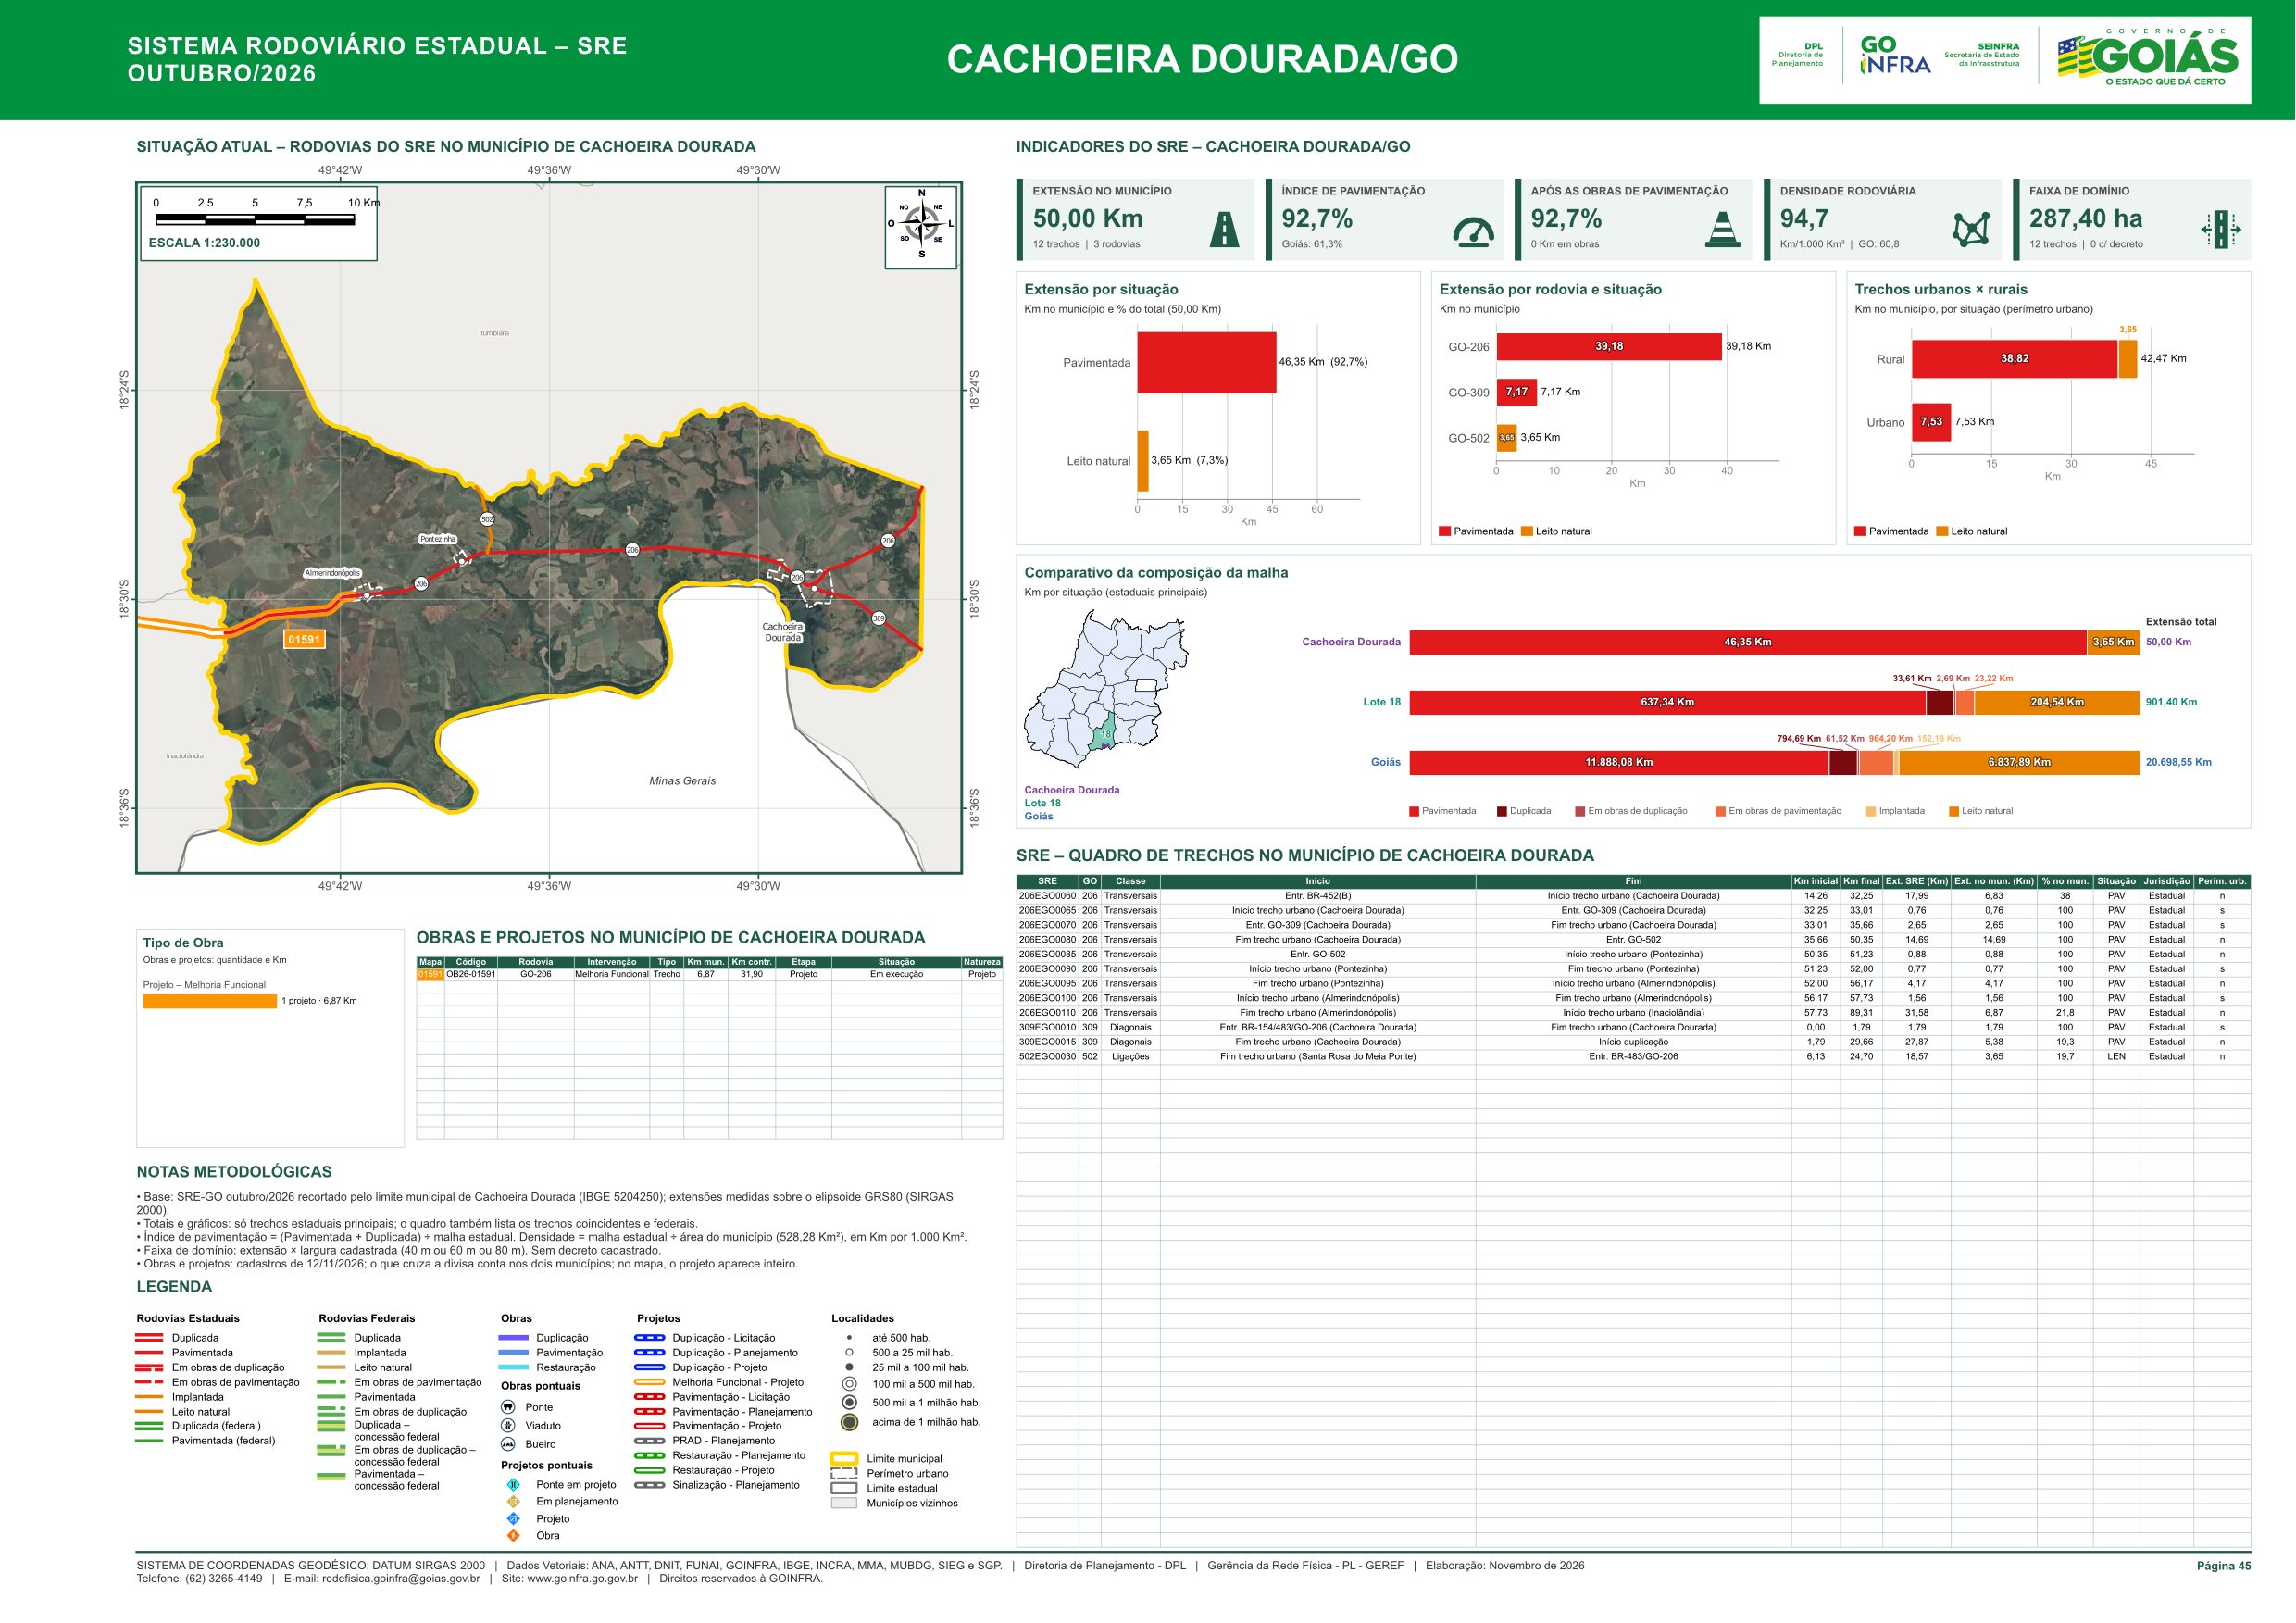 SISTEMA RODOVIÁRIO ESTADUAL – SRE
OUTUBRO/2026
CACHOEIRA DOURADA/GO
DPL
Diretoria de
Planejamento
GO
iNFRA
SEINFRA
Secretaria de Estado
da Infraestrutura
GOVERNO DE
GOIÁS
O ESTADO QUE DÁ CERTO
SITUAÇÃO ATUAL – RODOVIAS DO SRE NO MUNICÍPIO DE CACHOEIRA DOURADA
49°42'W 49°36'W 49°30'W
0 2,5 5 7,5 10 Km
ESCALA 1:230.000
N
NO NE
O L
SO SE
S
Itumbiara
18°24'S 18°24'S
502
Pontezinha
206
206
Almerindonópolis
206
206
18°30'S 18°30'S
309
01591
Cachoeira
Dourada
Inaciolândia
Minas Gerais
18°36'S 18°36'S
49°42'W 49°36'W 49°30'W
Tipo de Obra
Obras e projetos: quantidade e Km
Projeto – Melhoria Funcional
1 projeto · 6,87 Km
OBRAS E PROJETOS NO MUNICÍPIO DE CACHOEIRA DOURADA
Mapa Código Rodovia Intervenção Tipo Km mun. Km contr. Etapa Situação Natureza
01591 OB26-01591 GO-206 Melhoria Funcional Trecho 6,87 31,90 Projeto Em execução Projeto
NOTAS METODOLÓGICAS
• Base: SRE-GO outubro/2026 recortado pelo limite municipal de Cachoeira Dourada (IBGE 5204250); extensões medidas sobre o elipsoide GRS80 (SIRGAS
2000).
• Totais e gráficos: só trechos estaduais principais; o quadro também lista os trechos coincidentes e federais.
• Índice de pavimentação = (Pavimentada + Duplicada) ÷ malha estadual. Densidade = malha estadual ÷ área do município (528,28 Km²), em Km por 1.000 Km².
• Faixa de domínio: extensão × largura cadastrada (40 m ou 60 m ou 80 m). Sem decreto cadastrado.
• Obras e projetos: cadastros de 12/11/2026; o que cruza a divisa conta nos dois municípios; no mapa, o projeto aparece inteiro.
LEGENDA
Rodovias Estaduais
Duplicada
Pavimentada
Em obras de duplicação
Em obras de pavimentação
Implantada
Leito natural
Duplicada (federal)
Pavimentada (federal)
Rodovias Federais
Duplicada
Implantada
Leito natural
Em obras de pavimentação
Pavimentada
Em obras de duplicação
Duplicada –
concessão federal
Em obras de duplicação –
concessão federal
Pavimentada –
concessão federal
Obras
Duplicação
Pavimentação
Restauração
Obras pontuais
Ponte
Viaduto
Bueiro
Projetos pontuais
Ponte em projeto
Em planejamento
Projeto
Obra
Projetos
Duplicação - Licitação
Duplicação - Planejamento
Duplicação - Projeto
Melhoria Funcional - Projeto
Pavimentação - Licitação
Pavimentação - Planejamento
Pavimentação - Projeto
PRAD - Planejamento
Restauração - Planejamento
Restauração - Projeto
Sinalização - Planejamento
Localidades
até 500 hab.
500 a 25 mil hab.
25 mil a 100 mil hab.
100 mil a 500 mil hab.
500 mil a 1 milhão hab.
acima de 1 milhão hab.
Limite municipal
Perímetro urbano
Limite estadual
Municípios vizinhos
INDICADORES DO SRE – CACHOEIRA DOURADA/GO
EXTENSÃO NO MUNICÍPIO
50,00 Km
12 trechos | 3 rodovias
ÍNDICE DE PAVIMENTAÇÃO
92,7%
Goiás: 61,3%
APÓS AS OBRAS DE PAVIMENTAÇÃO
92,7%
0 Km em obras
DENSIDADE RODOVIÁRIA
94,7
Km/1.000 Km² | GO: 60,8
FAIXA DE DOMÍNIO
287,40 ha
12 trechos | 0 c/ decreto
Extensão por situação
Km no município e % do total (50,00 Km)
Pavimentada 46,35 Km (92,7%)
Leito natural 3,65 Km (7,3%)
0 15 30 45 60
Km
Extensão por rodovia e situação
Km no município
GO-206 39,18 39,18 Km
GO-309 7,17 7,17 Km
GO-502 3,65 3,65 Km
0 10 20 30 40
Km
Pavimentada Leito natural
Trechos urbanos × rurais
Km no município, por situação (perímetro urbano)
3,65
Rural 38,82 42,47 Km
Urbano 7,53 7,53 Km
0 15 30 45
Km
Pavimentada Leito natural
Comparativo da composição da malha
Km por situação (estaduais principais)
18
Cachoeira Dourada
Lote 18
Goiás
Extensão total
Cachoeira Dourada 46,35 Km 3,65 Km 50,00 Km
33,61 Km 2,69 Km 23,22 Km
Lote 18 637,34 Km 204,54 Km 901,40 Km
794,69 Km 61,52 Km 964,20 Km 152,18 Km
Goiás 11.888,08 Km 6.837,89 Km 20.698,55 Km
Pavimentada Duplicada Em obras de duplicação Em obras de pavimentação Implantada Leito natural
SRE – QUADRO DE TRECHOS NO MUNICÍPIO DE CACHOEIRA DOURADA
SRE GO Classe Início Fim Km inicial Km final Ext. SRE (Km) Ext. no mun. (Km) % no mun. Situação Jurisdição Perím. urb.
206EGO0060 206 Transversais Entr. BR-452(B) Início trecho urbano (Cachoeira Dourada) 14,26 32,25 17,99 6,83 38 PAV Estadual n
206EGO0065 206 Transversais Início trecho urbano (Cachoeira Dourada) Entr. GO-309 (Cachoeira Dourada) 32,25 33,01 0,76 0,76 100 PAV Estadual s
206EGO0070 206 Transversais Entr. GO-309 (Cachoeira Dourada) Fim trecho urbano (Cachoeira Dourada) 33,01 35,66 2,65 2,65 100 PAV Estadual s
206EGO0080 206 Transversais Fim trecho urbano (Cachoeira Dourada) Entr. GO-502 35,66 50,35 14,69 14,69 100 PAV Estadual n
206EGO0085 206 Transversais Entr. GO-502 Início trecho urbano (Pontezinha) 50,35 51,23 0,88 0,88 100 PAV Estadual n
206EGO0090 206 Transversais Início trecho urbano (Pontezinha) Fim trecho urbano (Pontezinha) 51,23 52,00 0,77 0,77 100 PAV Estadual s
206EGO0095 206 Transversais Fim trecho urbano (Pontezinha) Início trecho urbano (Almerindonópolis) 52,00 56,17 4,17 4,17 100 PAV Estadual n
206EGO0100 206 Transversais Início trecho urbano (Almerindonópolis) Fim trecho urbano (Almerindonópolis) 56,17 57,73 1,56 1,56 100 PAV Estadual s
206EGO0110 206 Transversais Fim trecho urbano (Almerindonópolis) Início trecho urbano (Inaciolândia) 57,73 89,31 31,58 6,87 21,8 PAV Estadual n
309EGO0010 309 Diagonais Entr. BR-154/483/GO-206 (Cachoeira Dourada) Fim trecho urbano (Cachoeira Dourada) 0,00 1,79 1,79 1,79 100 PAV Estadual s
309EGO0015 309 Diagonais Fim trecho urbano (Cachoeira Dourada) Início duplicação 1,79 29,66 27,87 5,38 19,3 PAV Estadual n
502EGO0030 502 Ligações Fim trecho urbano (Santa Rosa do Meia Ponte) Entr. BR-483/GO-206 6,13 24,70 18,57 3,65 19,7 LEN Estadual n
SISTEMA DE COORDENADAS GEODÉSICO: DATUM SIRGAS 2000 | Dados Vetoriais: ANA, ANTT, DNIT, FUNAI, GOINFRA, IBGE, INCRA, MMA, MUBDG, SIEG e SGP. | Diretoria de Planejamento - DPL | Gerência da Rede Física - PL - GEREF | Elaboração: Novembro de 2026
Página 45
Telefone: (62) 3265-4149 | E-mail: redefisica.goinfra@goias.gov.br | Site: www.goinfra.go.gov.br | Direitos reservados à GOINFRA.